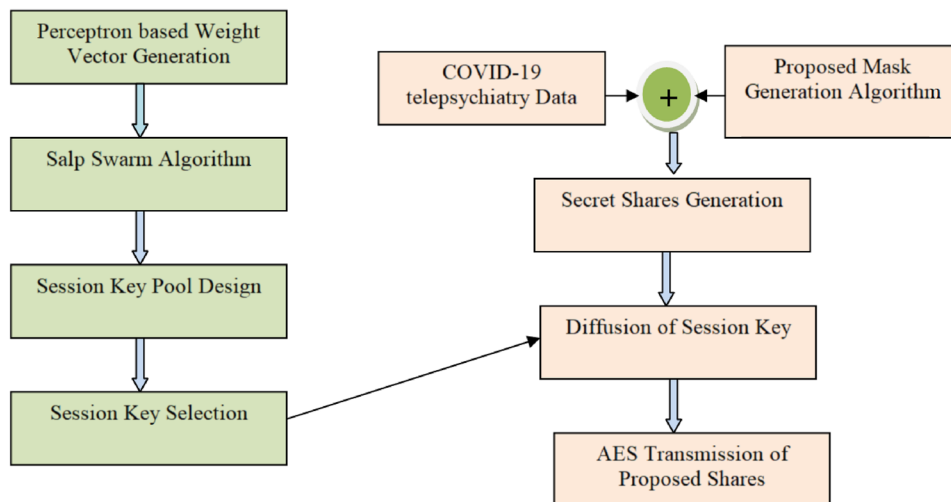 Perceptron based Weight
Vector Generation
Salp Swarm Algorithm
Session Key Pool Design
Session Key Selection
COVID-19
telepsychiatry Data
+
Proposed Mask
Generation Algorithm
Secret Shares Generation
Diffusion of Session Key
AES Transmission of
Proposed Shares